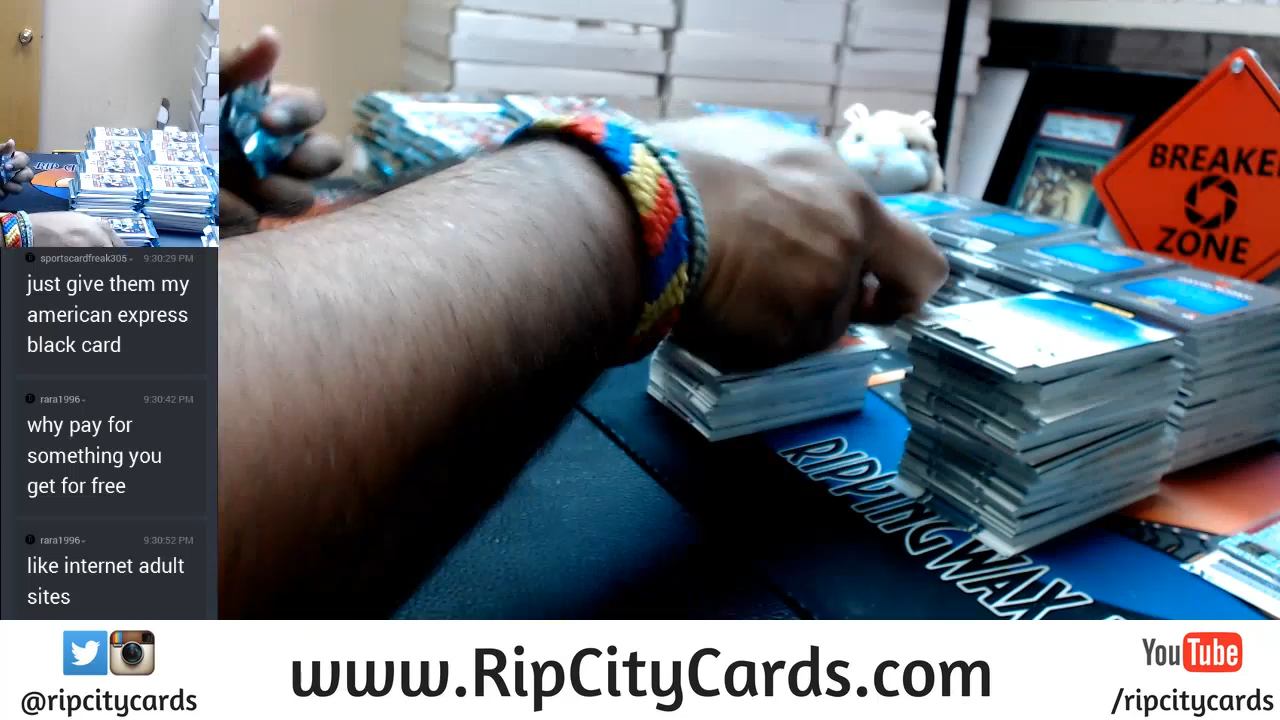 sportscardfreak305
9:30:29 PM
just give them my
american express
black card
rara1996
9:30:42 PM
why pay for
something you
get for free
rara1996
9:30:52 PM
like internet adult
sites
BREAKE
ZONE
RIPPINGWAX
@ripcitycards
www.RipCityCards.com
YouTube
/ripcitycards